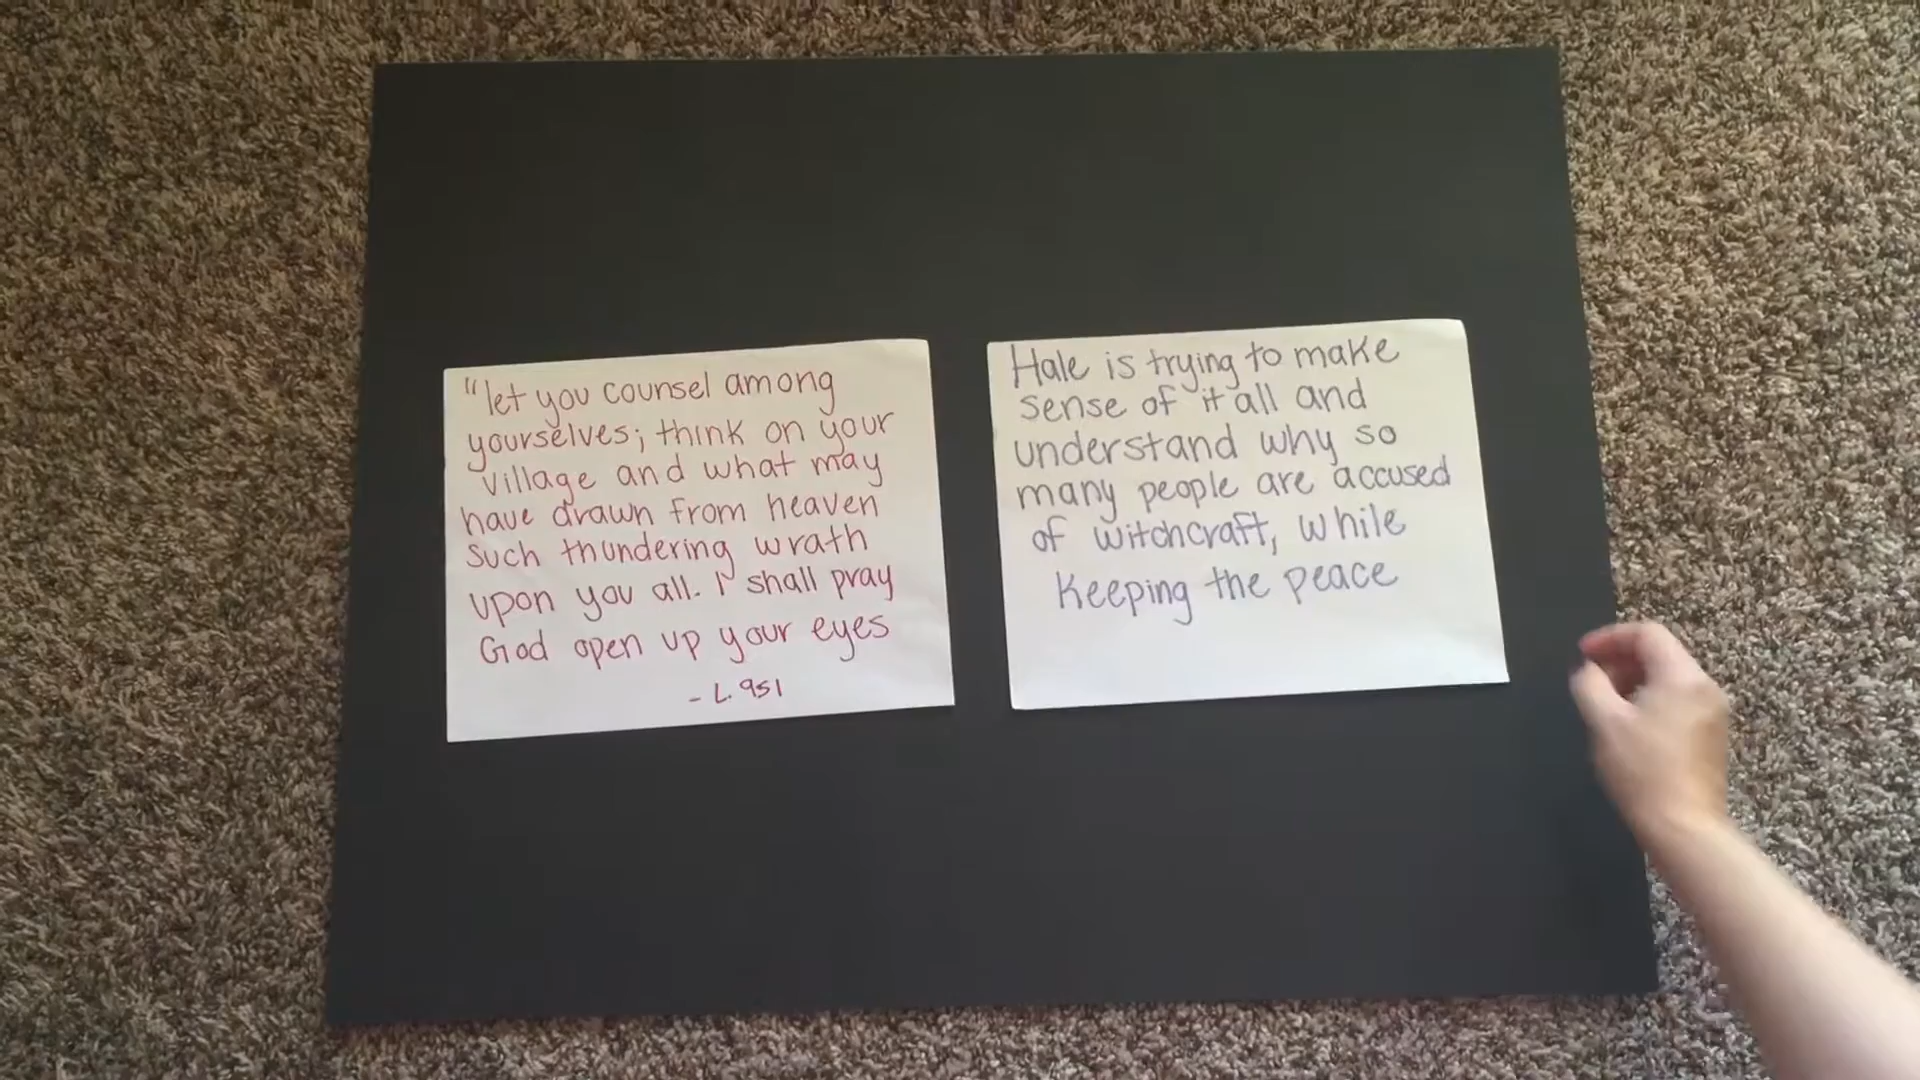 "let you counsel among
yourselves; think on your
village and what may
have drawn from heaven
such thundering wrath
upon you all. I shall pray
God open up your eyes
- L. 951
Hale is trying to make
sense of it all and
understand why so
many people are accused
of witchcraft, while
keeping the peace